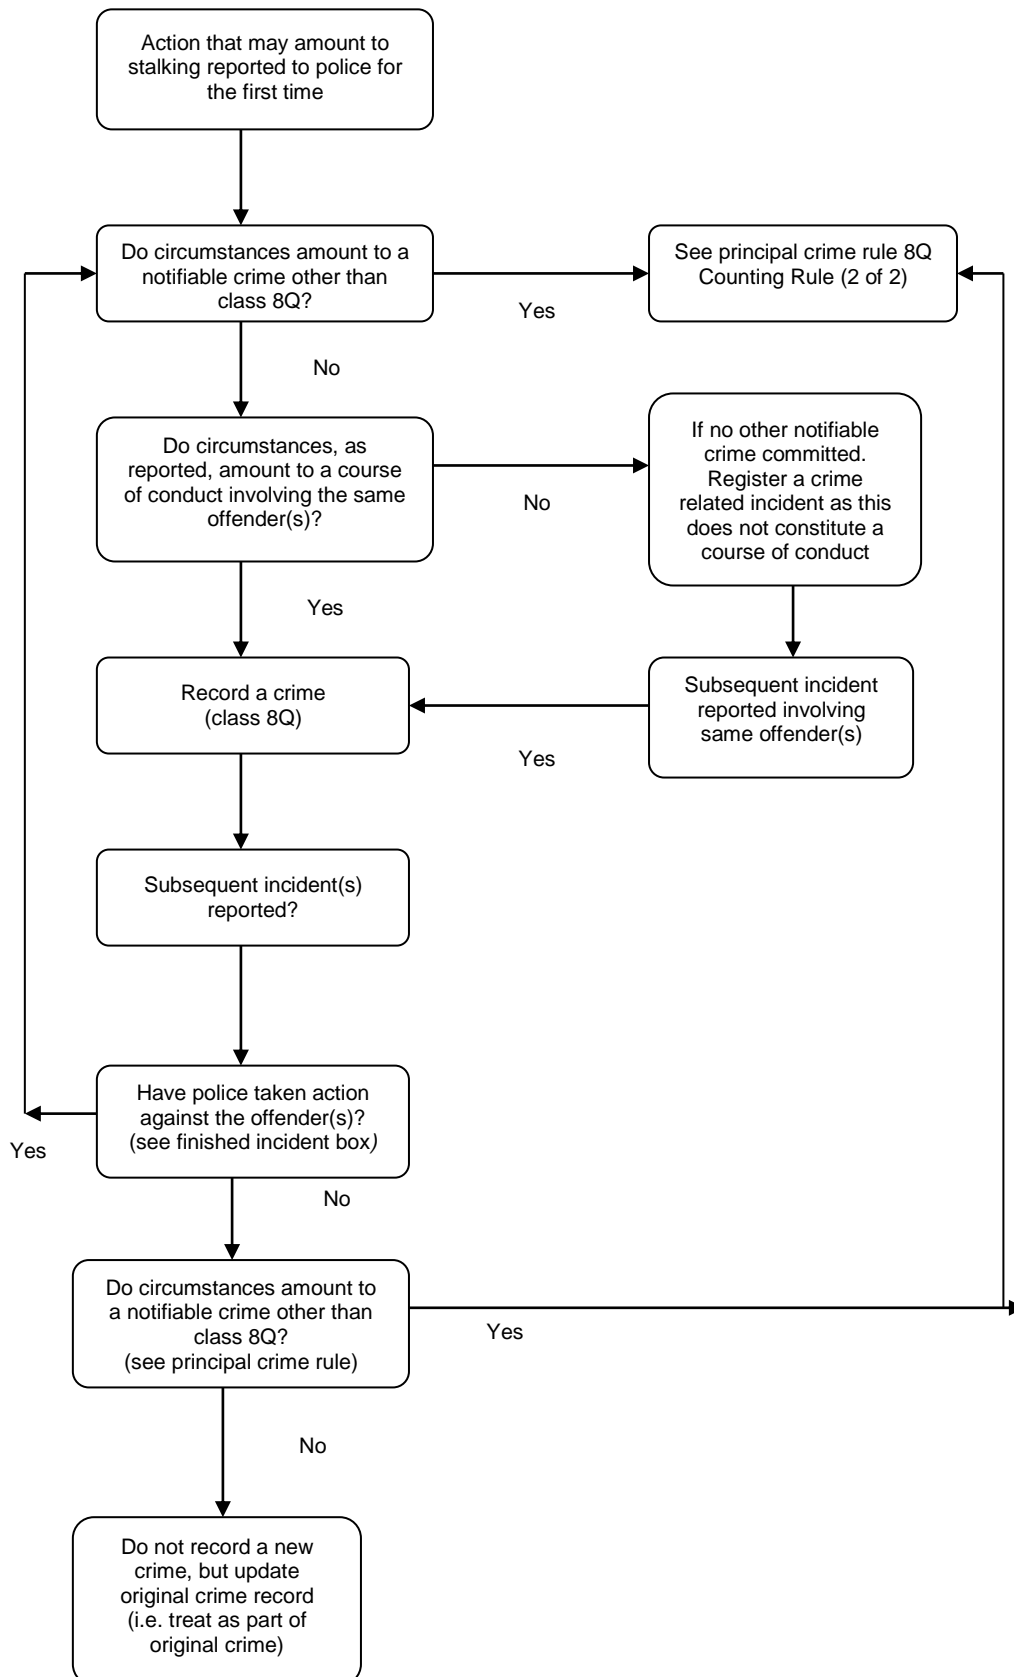 Action that may amount to
stalking reported to police for
the first time
Do circumstances amount to a
notifiable crime other than
class 8Q?
See principal crime rule 8Q
Counting Rule (2 of 2)
Yes
No
Do circumstances, as
reported, amount to a course
of conduct involving the same
offender(s)?
If no other notifiable
crime committed.
Register a crime
related incident as this
does not constitute a
course of conduct
No
Yes
Record a crime
(class 8Q)
Subsequent incident
reported involving
same offender(s)
Yes
Subsequent incident(s)
reported?
Have police taken action
against the offender(s)?
(see finished incident box)
Yes
No
Do circumstances amount to
a notifiable crime other than
class 8Q?
(see principal crime rule)
Yes
No
Do not record a new
crime, but update
original crime record
(i.e. treat as part of
original crime)